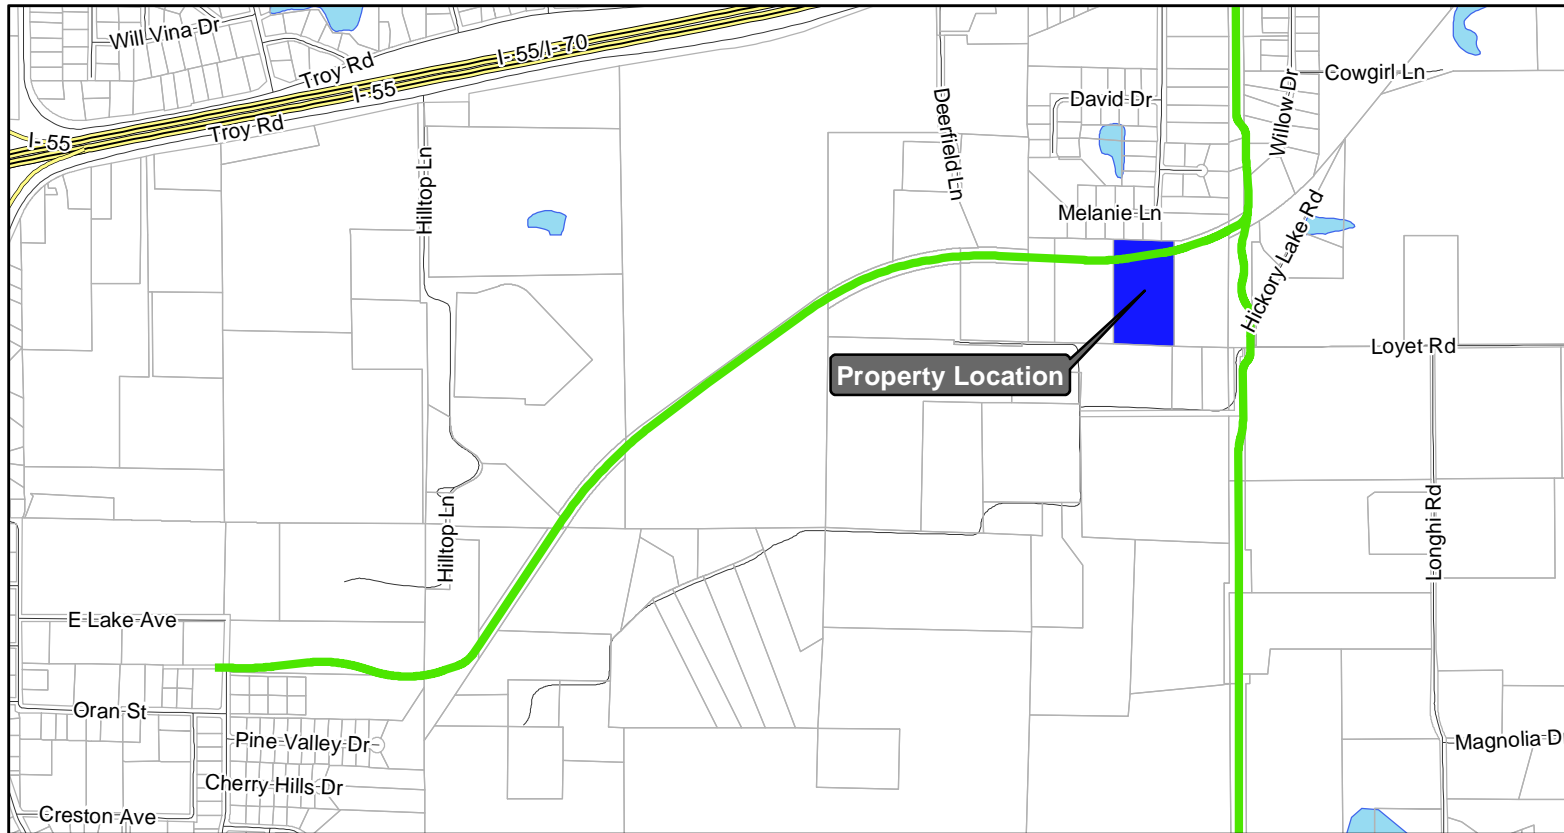 Will Vina Dr
Troy Rd
I- 55/I- 70
I- 55
Troy Rd
I- 55
Cowgirl Ln
David Dr
Willow Dr
Deerfield Ln
Hilltop Ln
Melanie Ln
Hickory Lake Rd
Loyet Rd
Property Location
Hilltop Ln
Longhi Rd
E Lake Ave
Oran St
Pine Valley Dr
Magnolia D
Cherry Hills Dr
Creston Ave